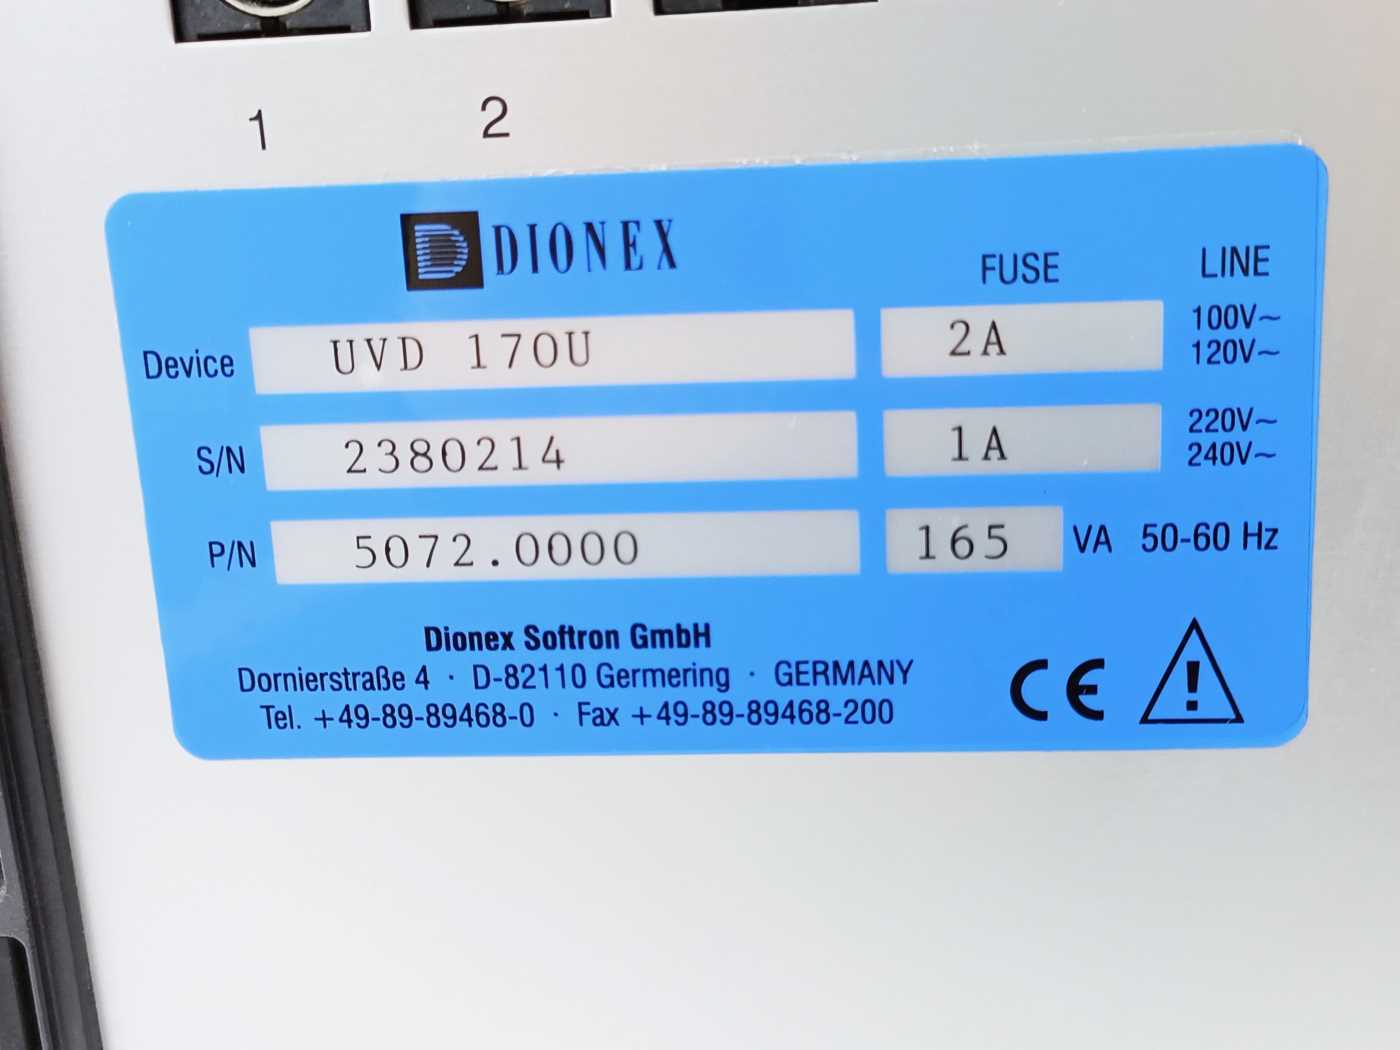 1 2
DIONEX
FUSE LINE
Device UVD 170U 2A 100V~
120V~
S/N 2380214 1A 220V~
240V~
P/N 5072.0000 165 VA 50-60 Hz
Dionex Softron GmbH
Dornierstraße 4 · D-82110 Germering · GERMANY
Tel. +49-89-89468-0 · Fax +49-89-89468-200
CE